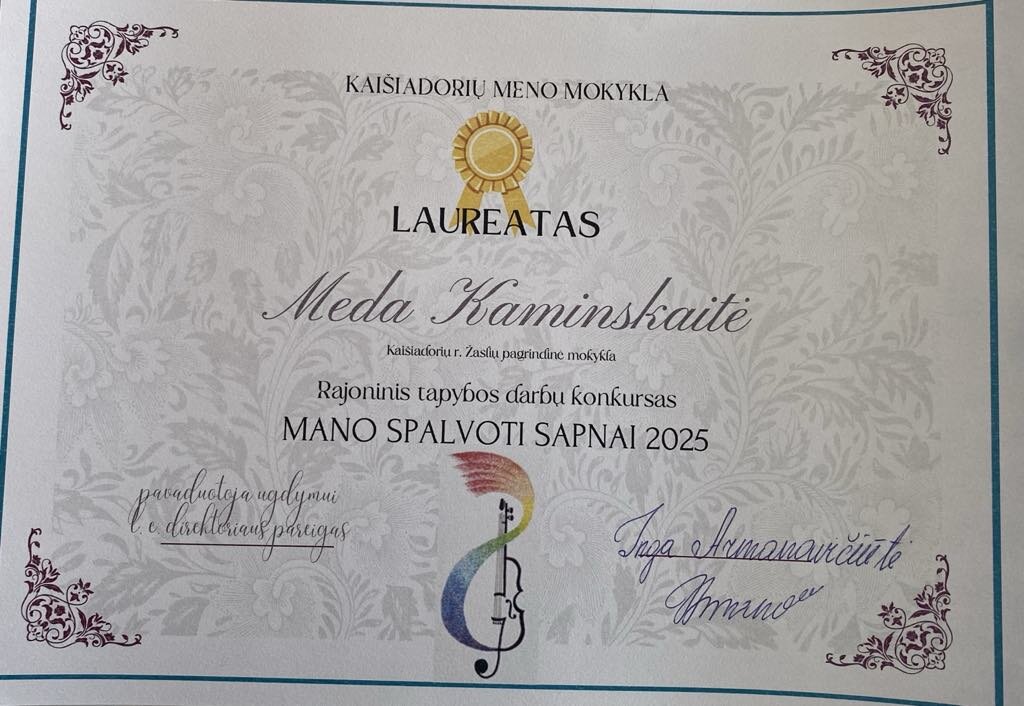 KAIŠIADORIŲ MENO MOKYKLA
LAUREATAS
Meda Kaminskaitė
Kaišiadorių r. Žaslių pagrindinė mokykla
Rajoninis tapybos darbų konkursas
MANO SPALVOTI SAPNAI 2025
pavaduotoja ugdymui
l. e. direktoriaus pareigas
Inga Armanavičiūtė